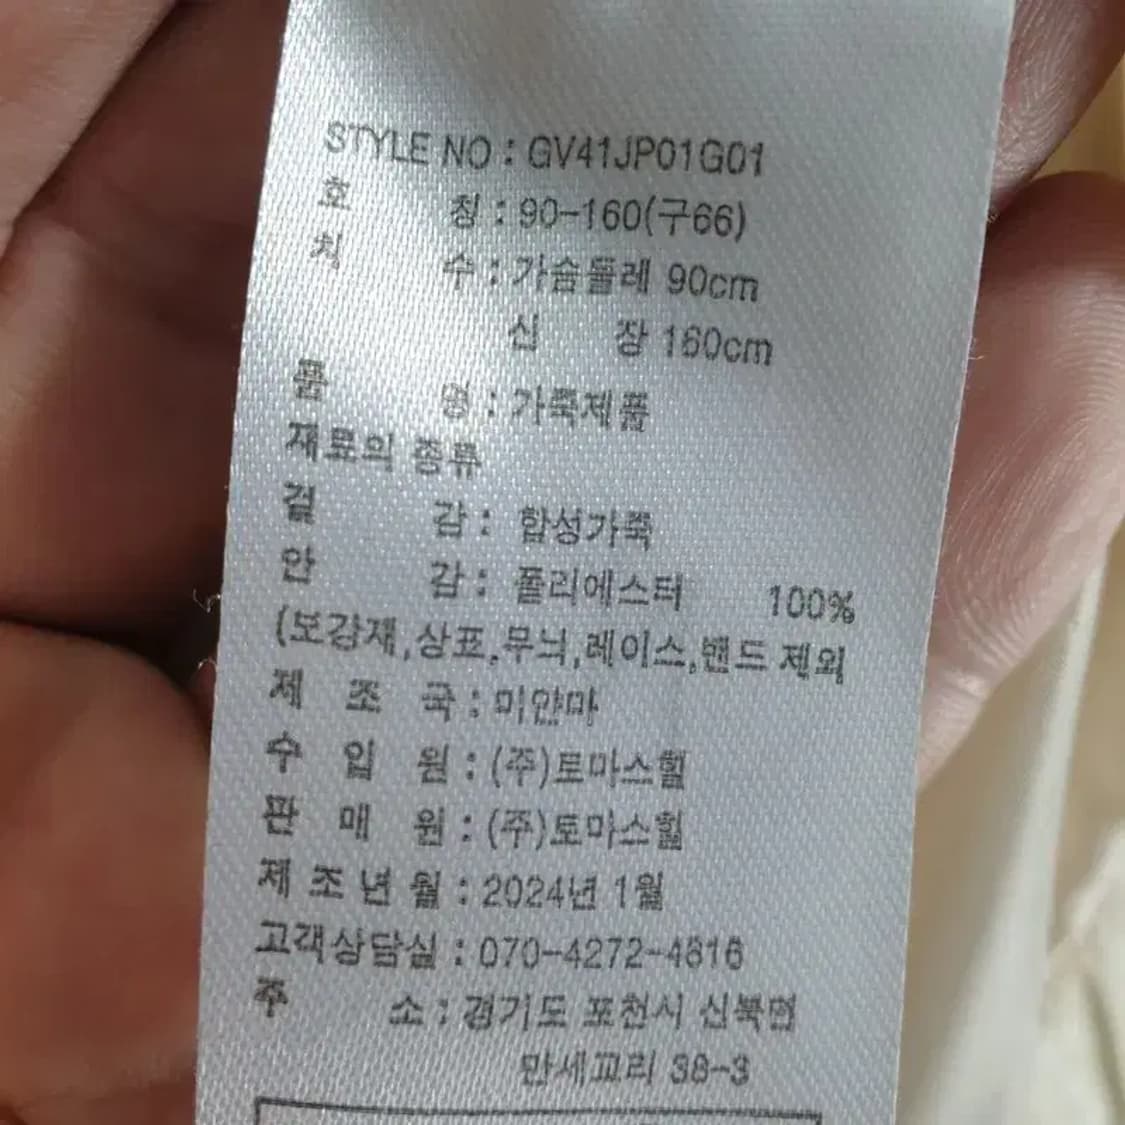 STYLE NO : GV41JP01G01
호 칭 : 90-160(구66)
치 수 : 가슴둘레 90cm
신 장 160cm
품 명 : 가죽제품
재료의 종류
겉 감 : 합성가죽
안 감 : 폴리에스터 100%
(보강재,상표,무늬,레이스,밴드 제외
제 조 국 : 미얀마
수 입 원 : (주)토마스힐
판 매 원 : (주)토마스힐
제 조 년 월 : 2024년 1월
고객상담실 : 070-4272-4816
주 소 : 경기도 포천시 신북면
만세교리 38-3